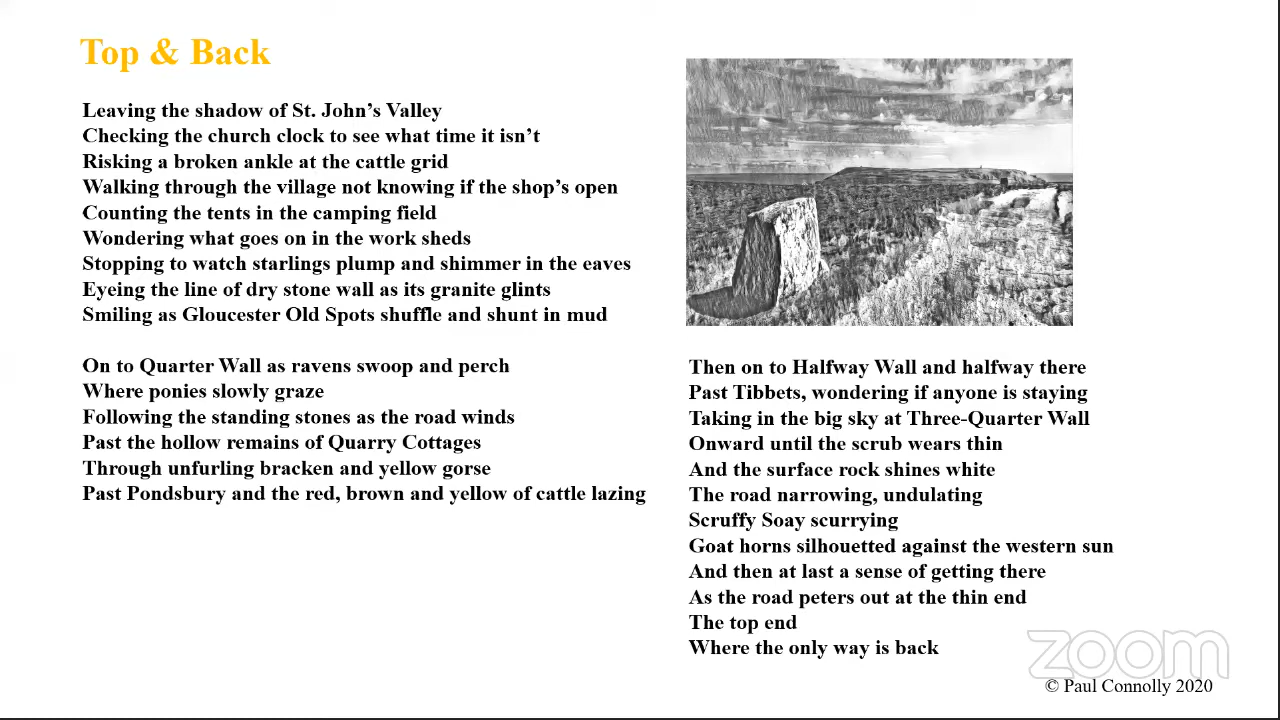 Top & Back
Leaving the shadow of St. John’s Valley
Checking the church clock to see what time it isn’t
Risking a broken ankle at the cattle grid
Walking through the village not knowing if the shop’s open
Counting the tents in the camping field
Wondering what goes on in the work sheds
Stopping to watch starlings plump and shimmer in the eaves
Eyeing the line of dry stone wall as its granite glints
Smiling as Gloucester Old Spots shuffle and shunt in mud
On to Quarter Wall as ravens swoop and perch
Where ponies slowly graze
Following the standing stones as the road winds
Past the hollow remains of Quarry Cottages
Through unfurling bracken and yellow gorse
Past Pondsbury and the red, brown and yellow of cattle lazing
Then on to Halfway Wall and halfway there
Past Tibbets, wondering if anyone is staying
Taking in the big sky at Three-Quarter Wall
Onward until the scrub wears thin
And the surface rock shines white
The road narrowing, undulating
Scruffy Soay scurrying
Goat horns silhouetted against the western sun
And then at last a sense of getting there
As the road peters out at the thin end
The top end
Where the only way is back
zoom
© Paul Connolly 2020